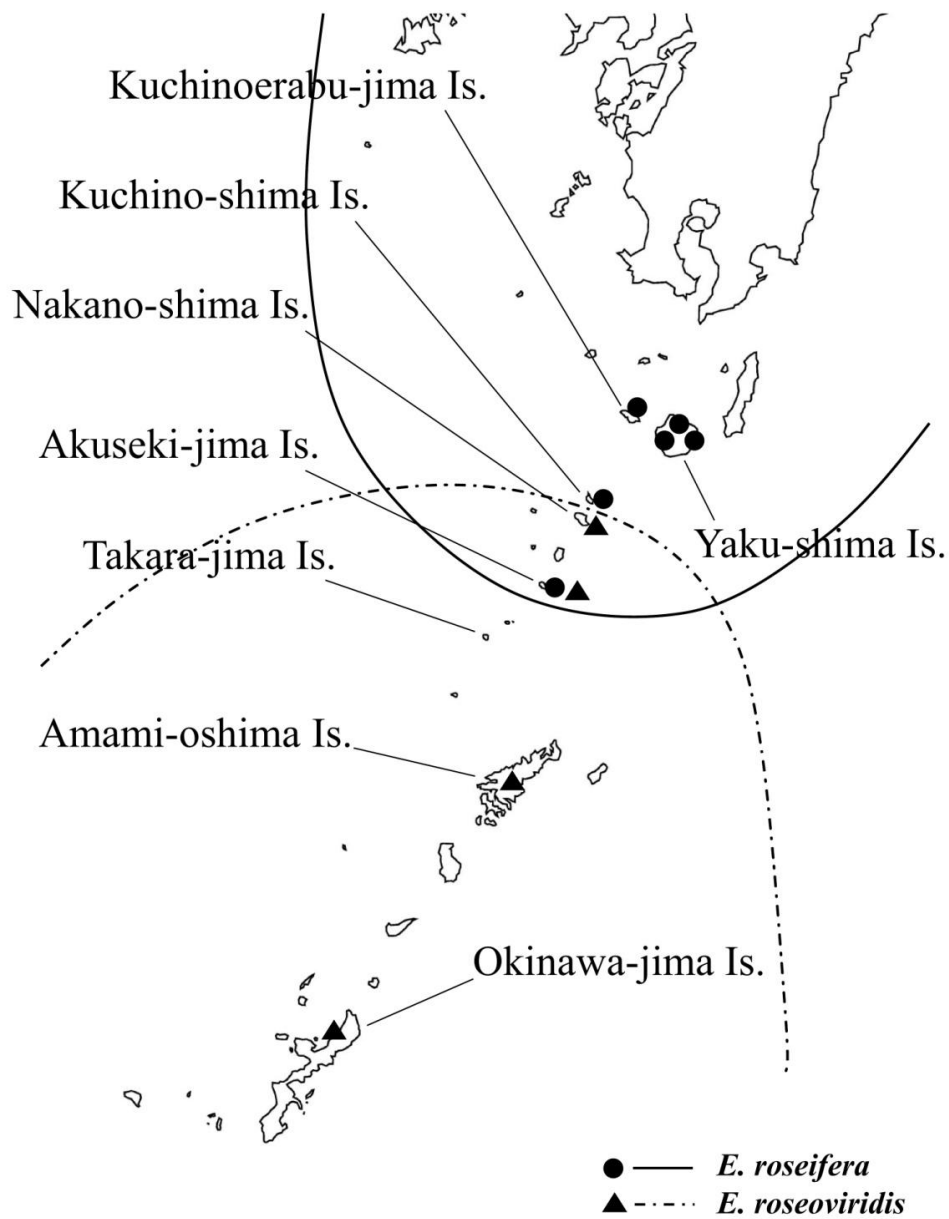 Kuchinoerabu-jima Is.
Kuchino-shima Is.
Nakano-shima Is.
Akuseki-jima Is.
Yaku-shima Is.
Takara-jima Is.
Amami-oshima Is.
Okinawa-jima Is.
E. roseifera
E. roseoviridis